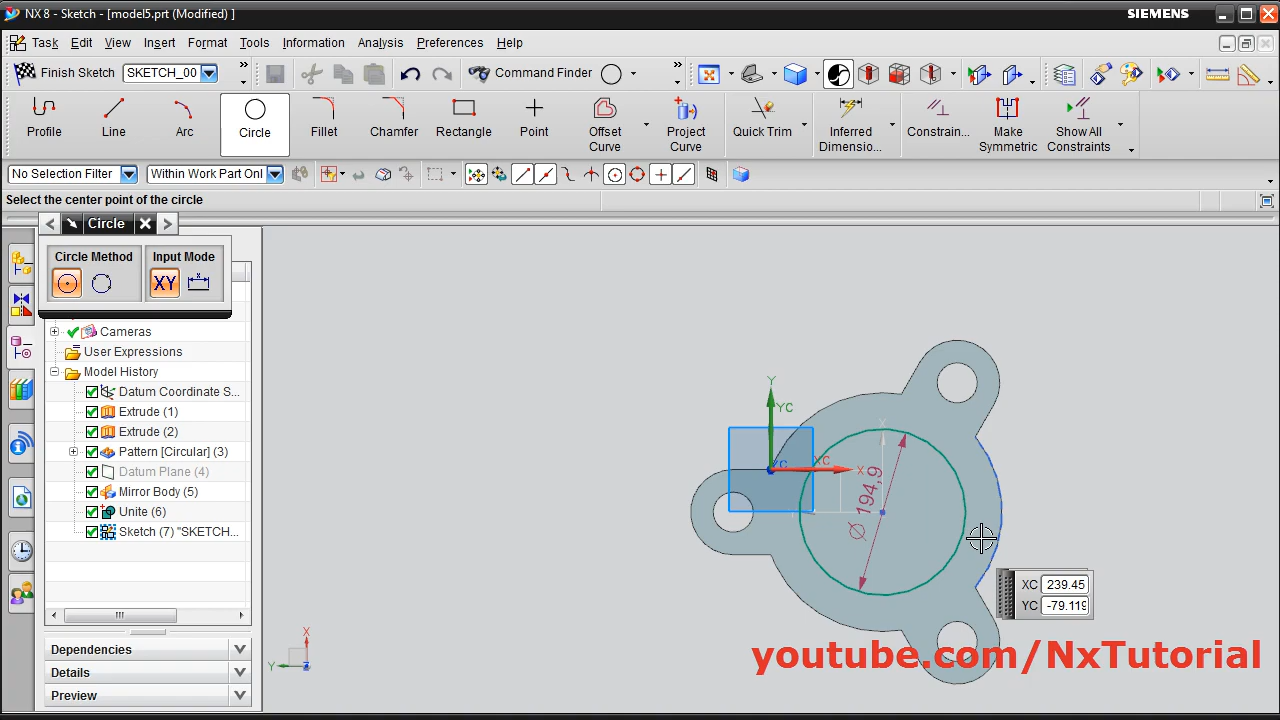 NX 8 - Sketch - [model5.prt (Modified) ]
SIEMENS
Task Edit View Insert Format Tools Information Analysis Preferences Help
Finish Sketch SKETCH_00 Command Finder
Profile Line Arc Circle Fillet Chamfer Rectangle Point Offset Curve Project Curve Quick Trim Inferred Dimensio... Constrain... Make Symmetric Show All Constraints
No Selection Filter Within Work Part Onl
Select the center point of the circle
Circle
Circle Method Input Mode
XY
Cameras
User Expressions
Model History
Datum Coordinate S...
Extrude (1)
Extrude (2)
Pattern [Circular] (3)
Datum Plane (4)
Mirror Body (5)
Unite (6)
Sketch (7) "SKETCH...
Dependencies
Details
Preview
Y
YC
XC
X
Ø 194,9
XC 239.45
YC -79.119
X
Y
youtube.com/NxTutorial